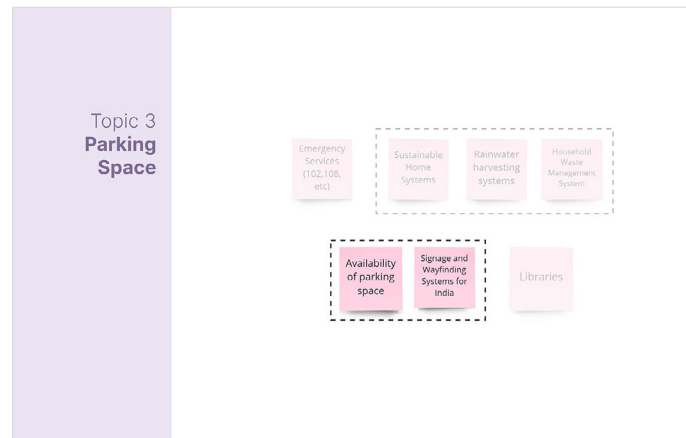 Topic 3
Parking
Space
Emergency
Services
(102,108,
etc)
Sustainable
Home
Systems
Rainwater
harvesting
systems
Household
Waste
Management
System
Availability
of parking
space
Signage and
Wayfinding
Systems for
India
Libraries